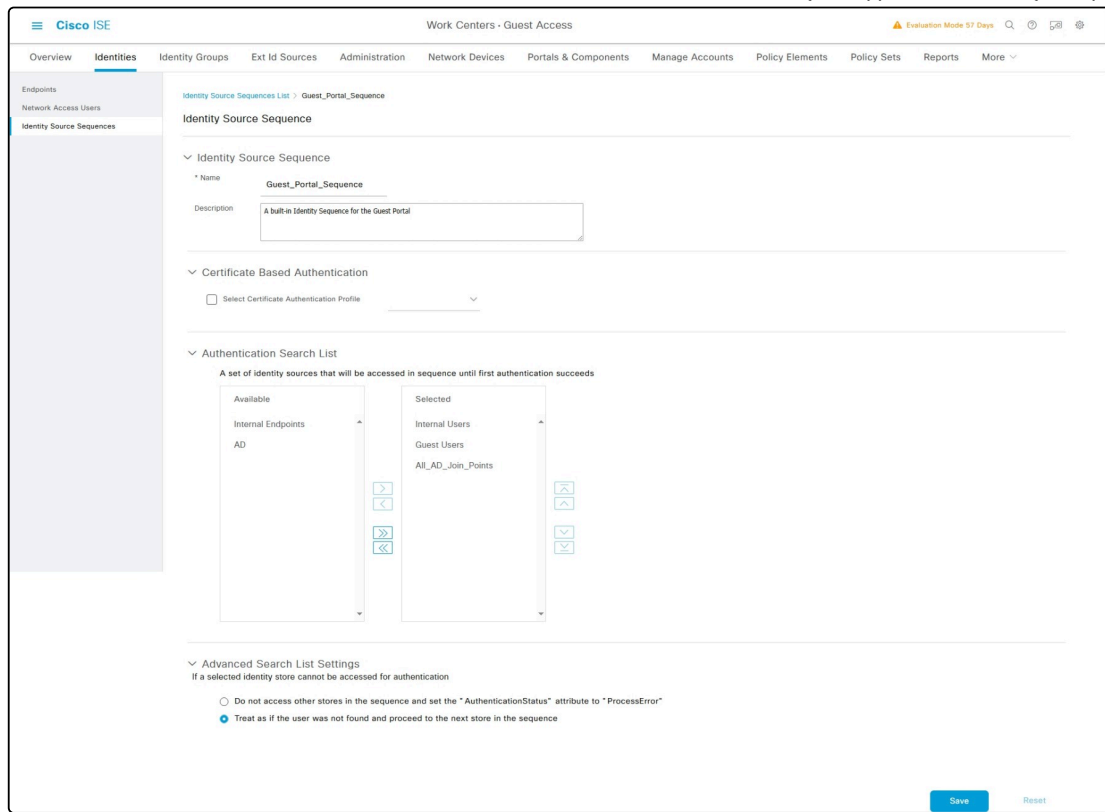 Cisco ISE
Work Centers · Guest Access
Evaluation Mode 57 Days
Overview Identities Identity Groups Ext Id Sources Administration Network Devices Portals & Components Manage Accounts Policy Elements Policy Sets Reports More
Endpoints
Network Access Users
Identity Source Sequences
Identity Source Sequences List > Guest_Portal_Sequence
Identity Source Sequence
Identity Source Sequence
* Name
Guest_Portal_Sequence
Description
A built-in Identity Sequence for the Guest Portal
Certificate Based Authentication
Select Certificate Authentication Profile
Authentication Search List
A set of identity sources that will be accessed in sequence until first authentication succeeds
Available
Internal Endpoints
AD
Selected
Internal Users
Guest Users
All_AD_Join_Points
Advanced Search List Settings
If a selected identity store cannot be accessed for authentication
Do not access other stores in the sequence and set the "AuthenticationStatus" attribute to "ProcessError"
Treat as if the user was not found and proceed to the next store in the sequence
Save
Reset